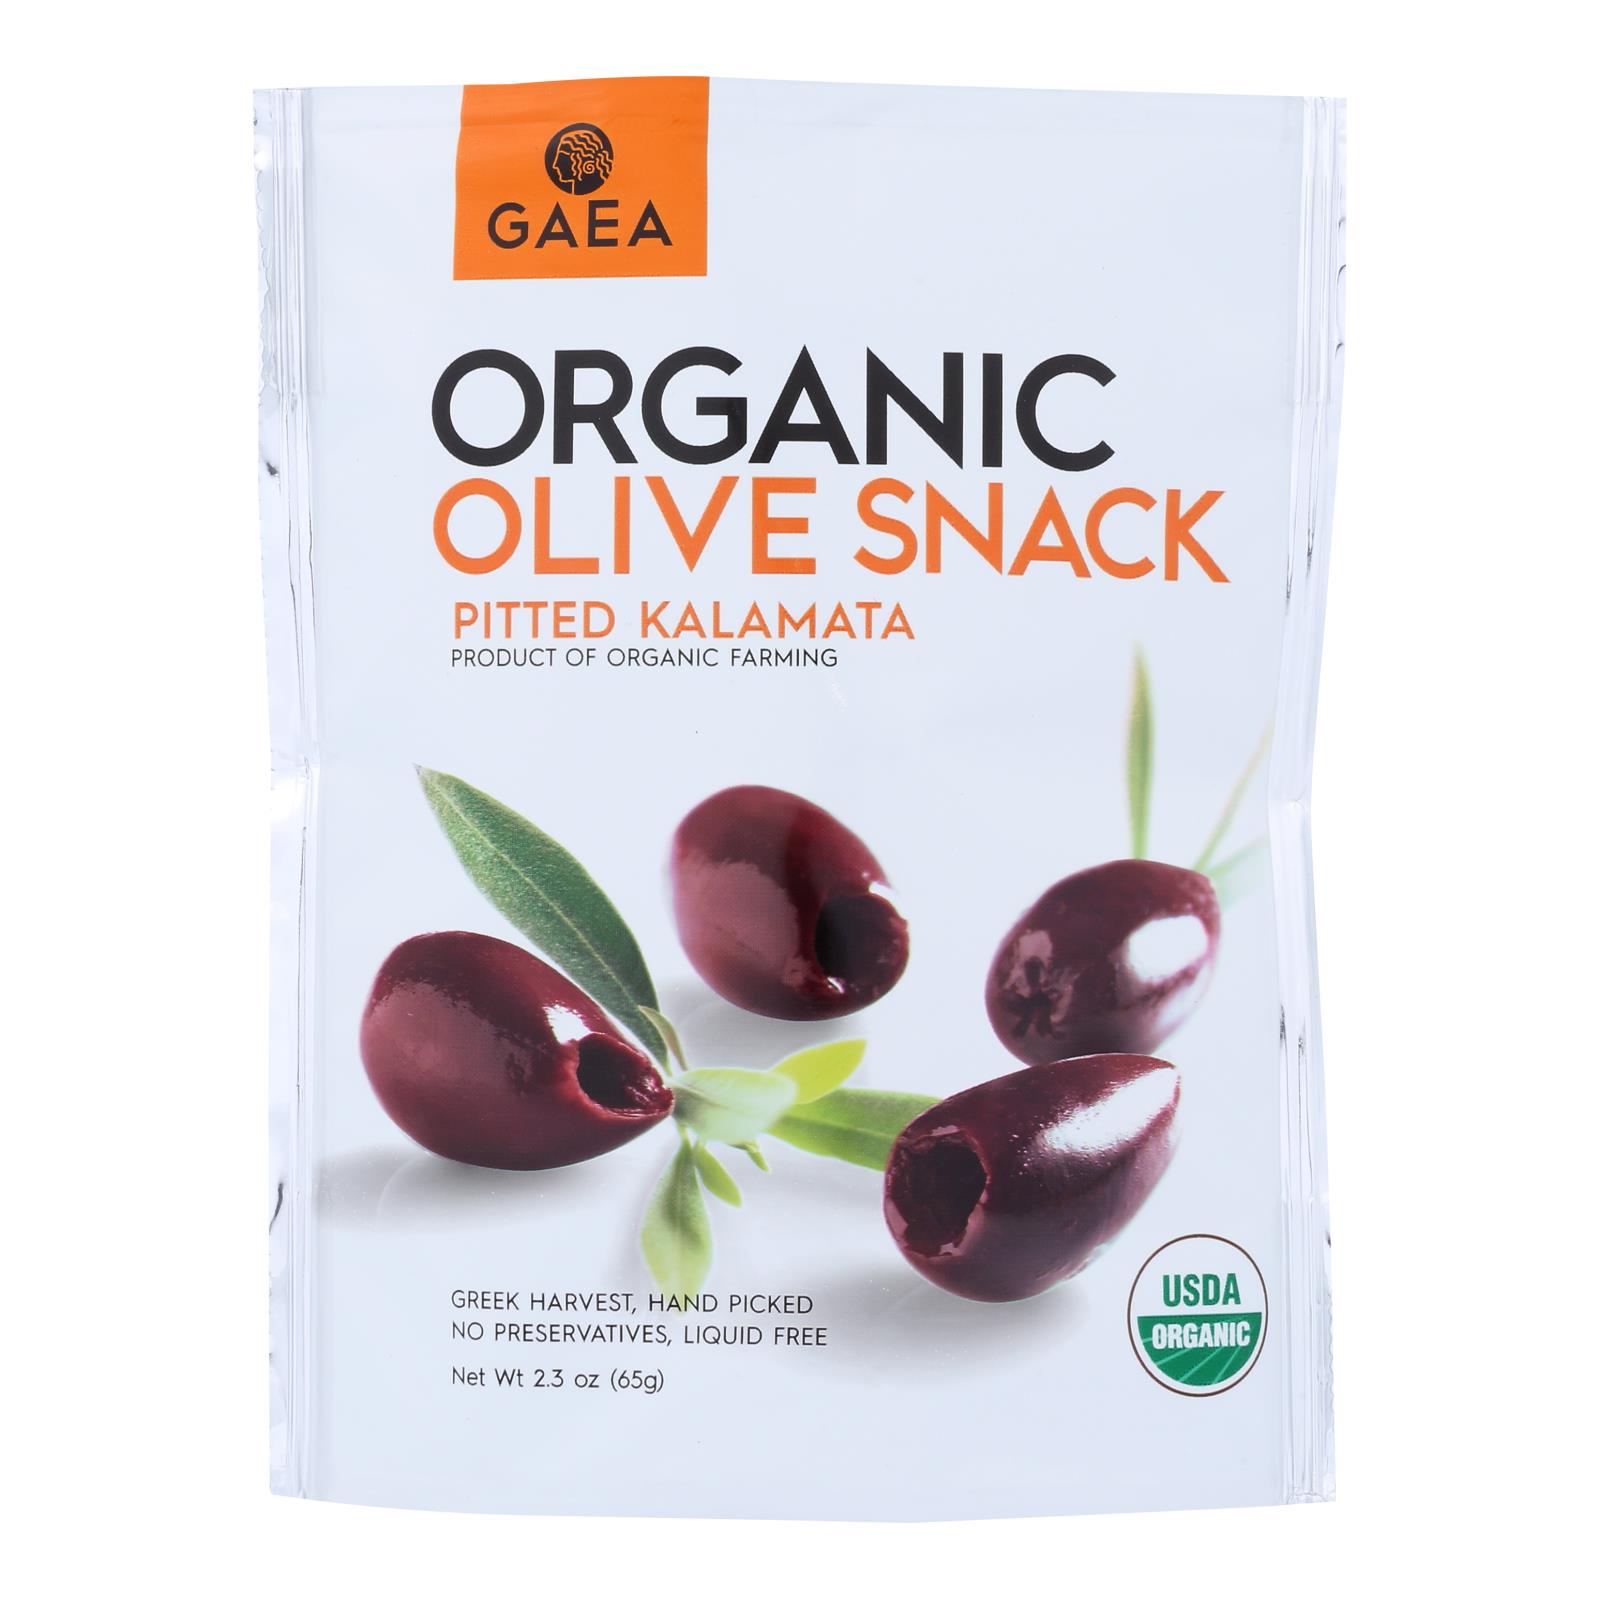 GAEA
ORGANIC
OLIVE SNACK
PITTED KALAMATA
PRODUCT OF ORGANIC FARMING
GREEK HARVEST, HAND PICKED
NO PRESERVATIVES, LIQUID FREE
Net Wt 2.3 oz (65g)
USDA
ORGANIC